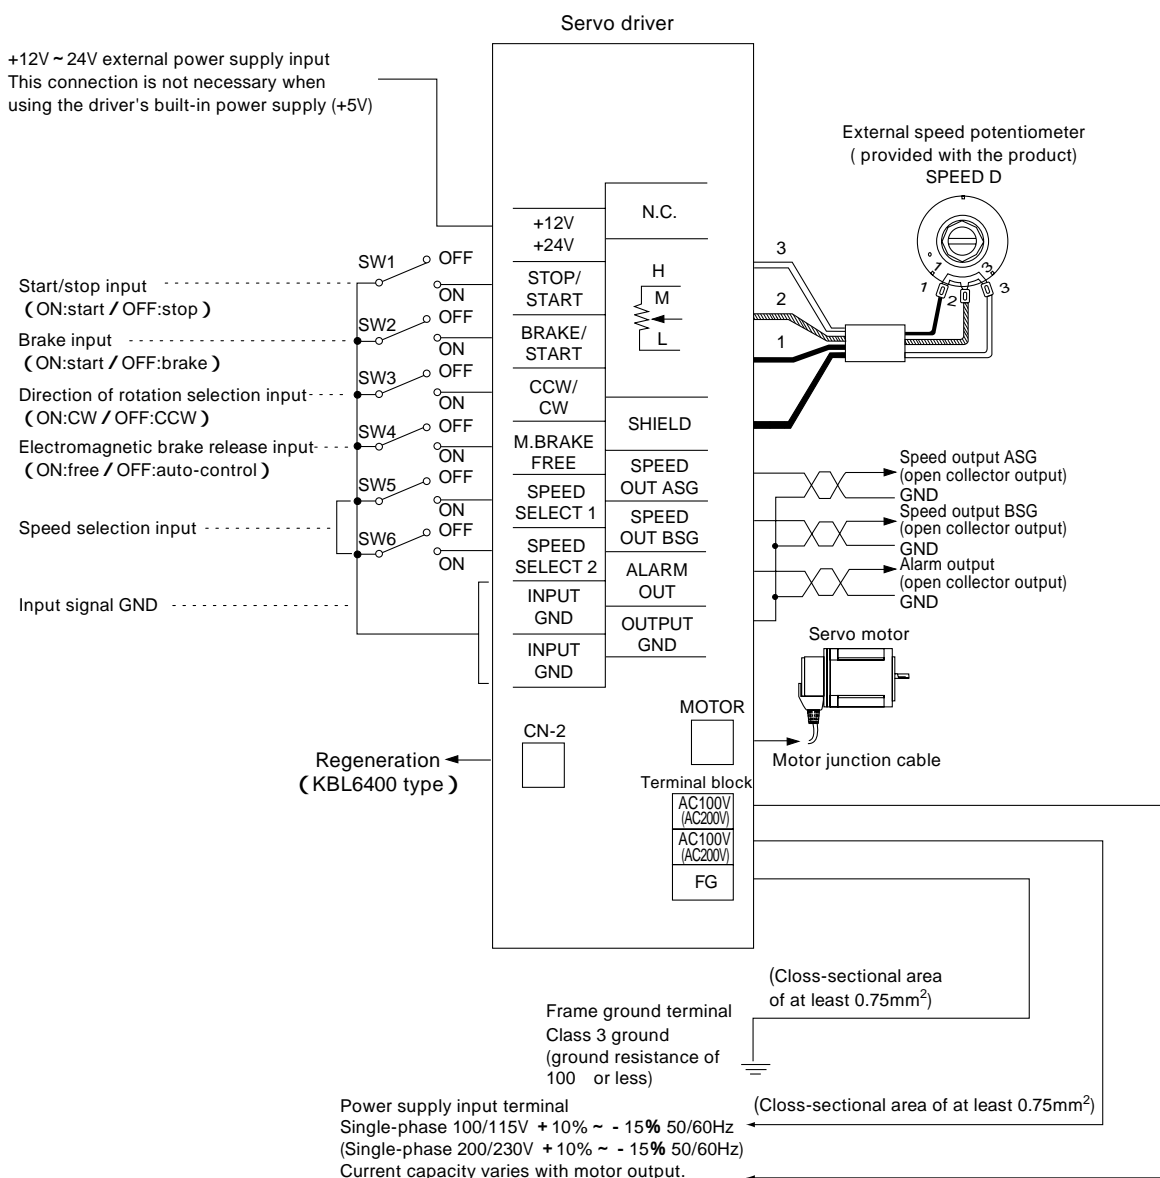 Servo driver
+12V ~ 24V external power supply input
This connection is not necessary when
using the driver's built-in power supply (+5V)
External speed potentiometer
( provided with the product)
SPEED D
1
3
1
2
3
+12V
+24V
STOP/
START
BRAKE/
START
CCW/
CW
M.BRAKE
FREE
SPEED
SELECT 1
SPEED
SELECT 2
INPUT
GND
INPUT
GND
N.C.
H
M
L
SHIELD
SPEED
OUT ASG
SPEED
OUT BSG
ALARM
OUT
OUTPUT
GND
3
2
1
SW1
OFF
ON
SW2
OFF
ON
SW3
OFF
ON
SW4
OFF
ON
SW5
OFF
ON
SW6
OFF
ON
Start/stop input
(ON:start / OFF:stop)
Brake input
(ON:start / OFF:brake)
Direction of rotation selection input
(ON:CW / OFF:CCW)
Electromagnetic brake release input
(ON:free / OFF:auto-control)
Speed selection input
Input signal GND
Speed output ASG
(open collector output)
GND
Speed output BSG
(open collector output)
GND
Alarm output
(open collector output)
GND
Servo motor
Motor junction cable
CN-2
MOTOR
Regeneration
(KBL6400 type)
Terminal block
AC100V
(AC200V)
AC100V
(AC200V)
FG
(Closs-sectional area
of at least 0.75mm²)
Frame ground terminal
Class 3 ground
(ground resistance of
100 or less)
(Closs-sectional area of at least 0.75mm²)
Power supply input terminal
Single-phase 100/115V +10% ~ - 15% 50/60Hz
(Single-phase 200/230V +10% ~ - 15% 50/60Hz)
Current capacity varies with motor output.